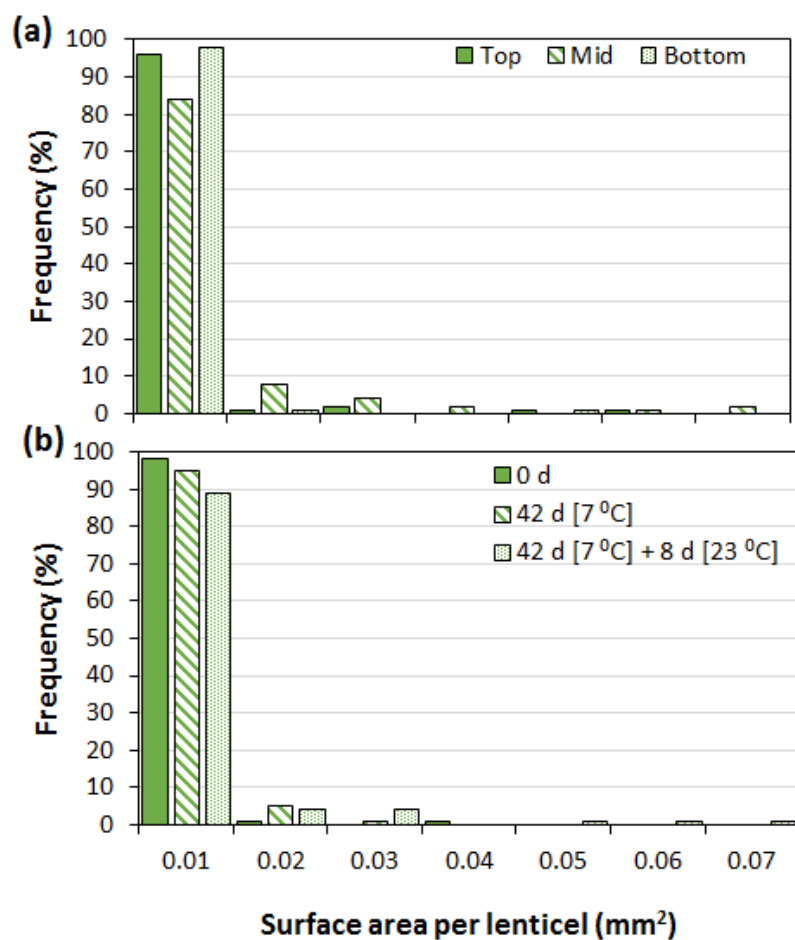 (a)
Top Mid Bottom
100
90
80
70
60
50
40
30
20
10
0
Frequency (%)
(b)
0 d
42 d [7 ⁰C]
42 d [7 ⁰C] + 8 d [23 ⁰C]
100
90
80
70
60
50
40
30
20
10
0
Frequency (%)
0.01 0.02 0.03 0.04 0.05 0.06 0.07
Surface area per lenticel (mm²)